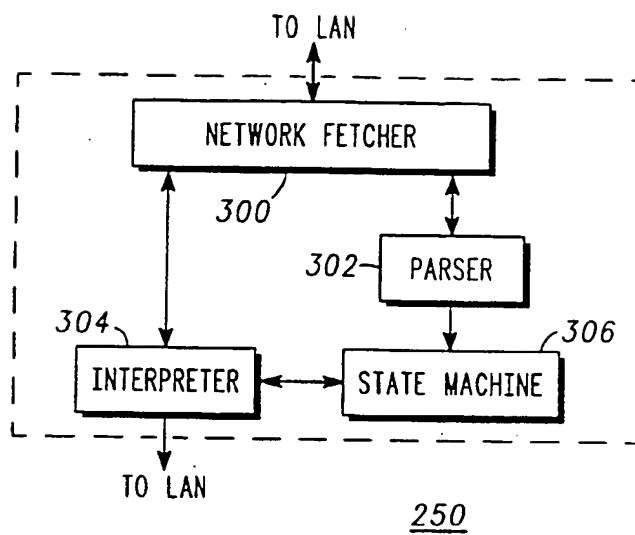 TO LAN
NETWORK FETCHER
300
302
PARSER
304
306
INTERPRETER
STATE MACHINE
TO LAN
250